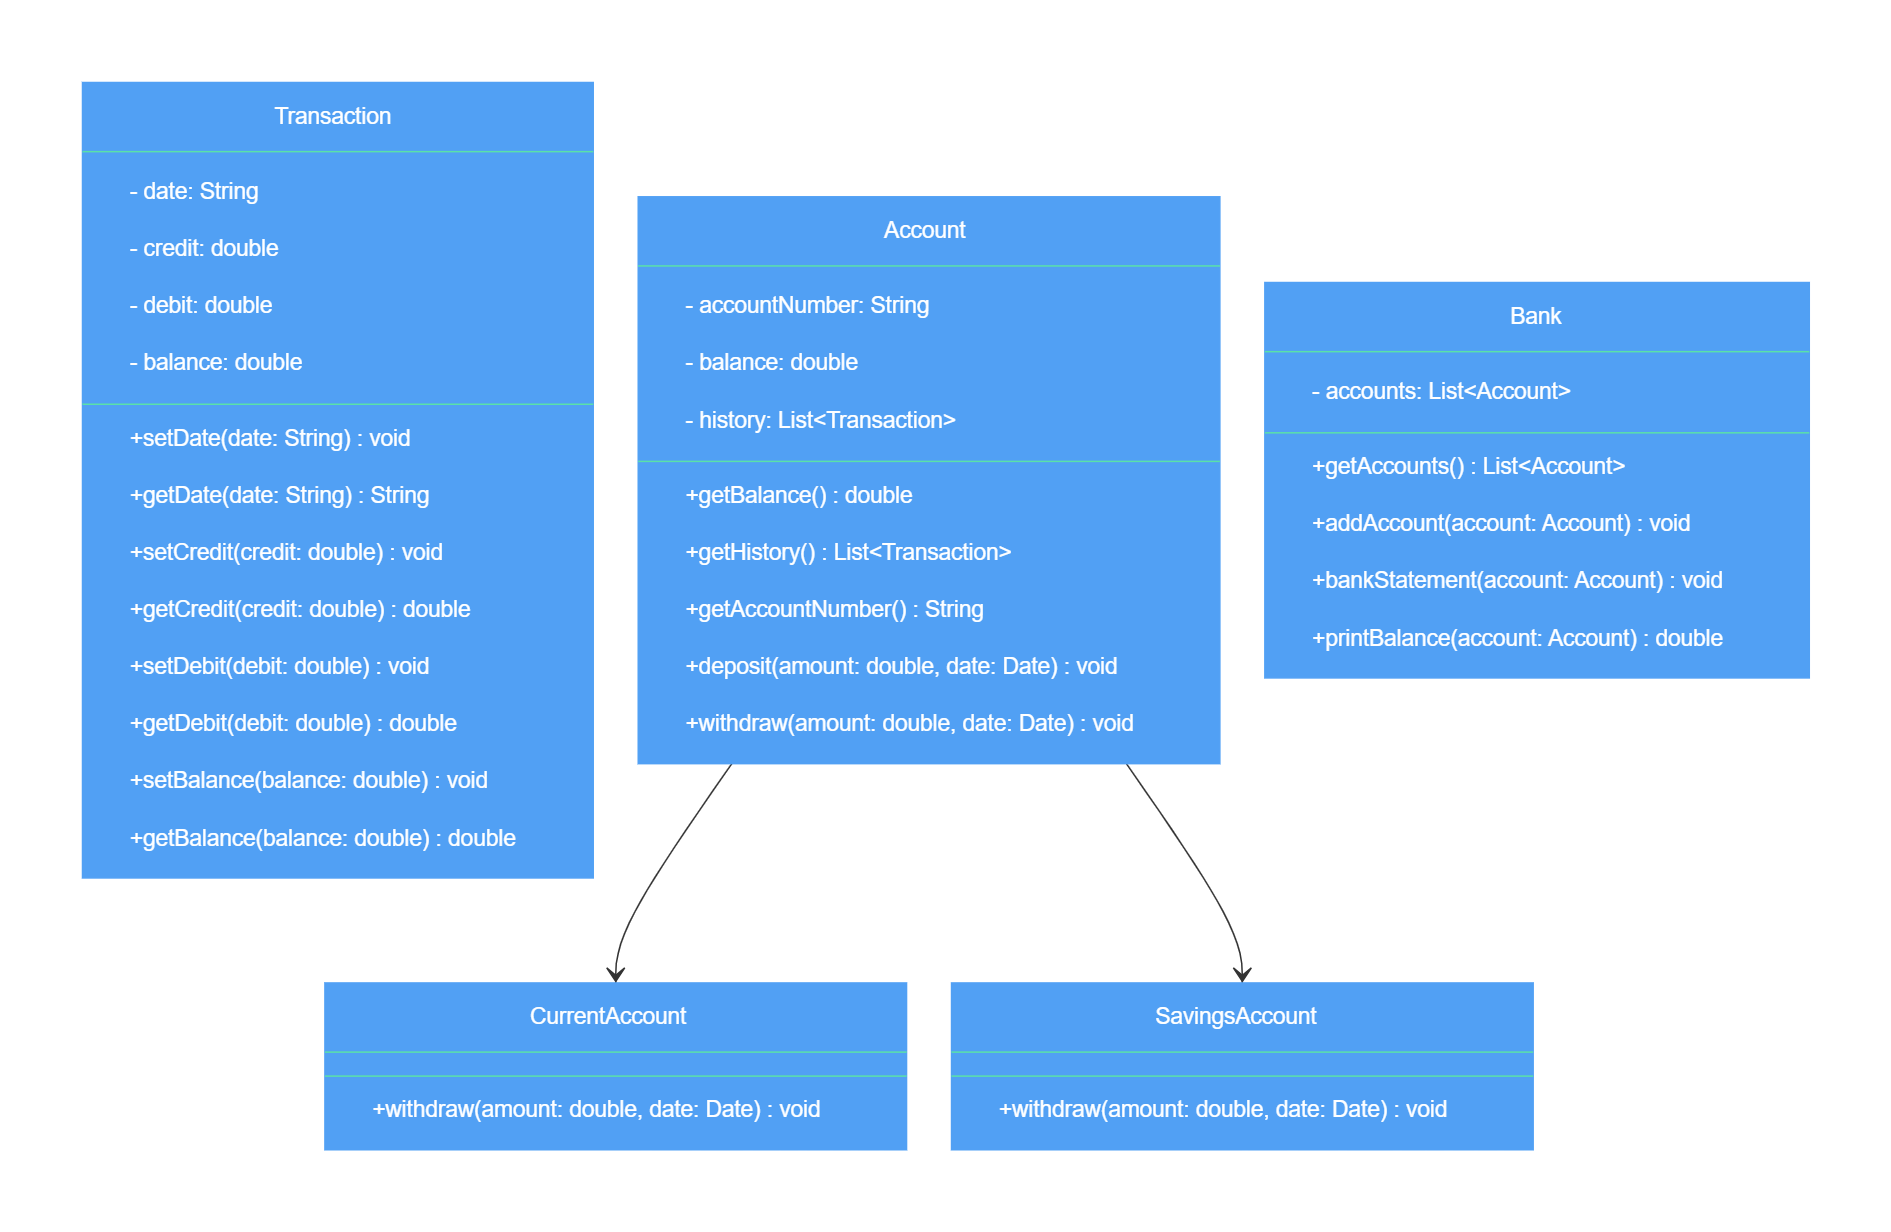 Transaction
- date: String
- credit: double
- debit: double
- balance: double
+setDate(date: String) : void
+getDate(date: String) : String
+setCredit(credit: double) : void
+getCredit(credit: double) : double
+setDebit(debit: double) : void
+getDebit(debit: double) : double
+setBalance(balance: double) : void
+getBalance(balance: double) : double
Account
- accountNumber: String
- balance: double
- history: List<Transaction>
+getBalance() : double
+getHistory() : List<Transaction>
+getAccountNumber() : String
+deposit(amount: double, date: Date) : void
+withdraw(amount: double, date: Date) : void
Bank
- accounts: List<Account>
+getAccounts() : List<Account>
+addAccount(account: Account) : void
+bankStatement(account: Account) : void
+printBalance(account: Account) : double
CurrentAccount
+withdraw(amount: double, date: Date) : void
SavingsAccount
+withdraw(amount: double, date: Date) : void